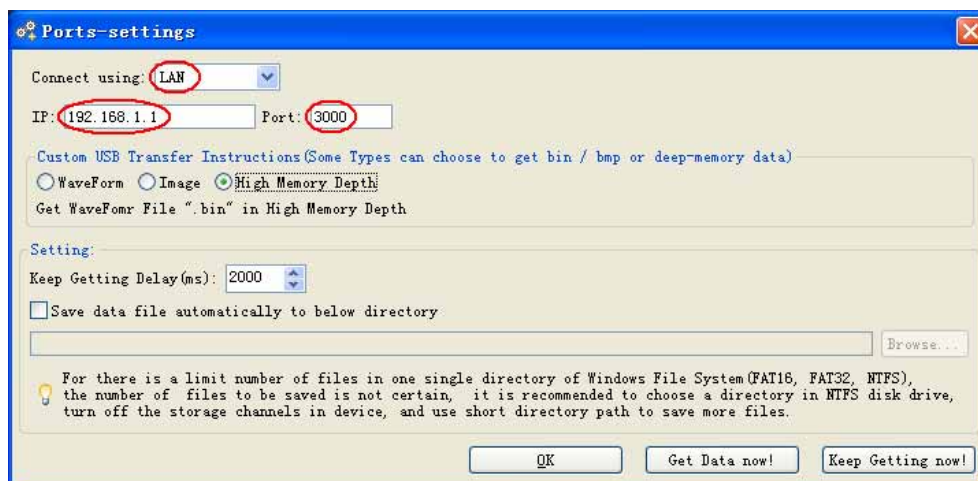 Ports-settings
Connect using: LAN
IP: 192.168.1.1 Port: 3000
Custom USB Transfer Instructions(Some Types can choose to get bin / bmp or deep-memory data)
WaveForm Image High Memory Depth
Get WaveFomr File ".bin" in High Memory Depth
Setting:
Keep Getting Delay(ms): 2000
Save data file automatically to below directory
Browse...
For there is a limit number of files in one single directory of Windows File System(FAT16, FAT32, NTFS),
the number of files to be saved is not certain, it is recommended to choose a directory in NTFS disk drive,
turn off the storage channels in device, and use short directory path to save more files.
OK Get Data now! Keep Getting now!